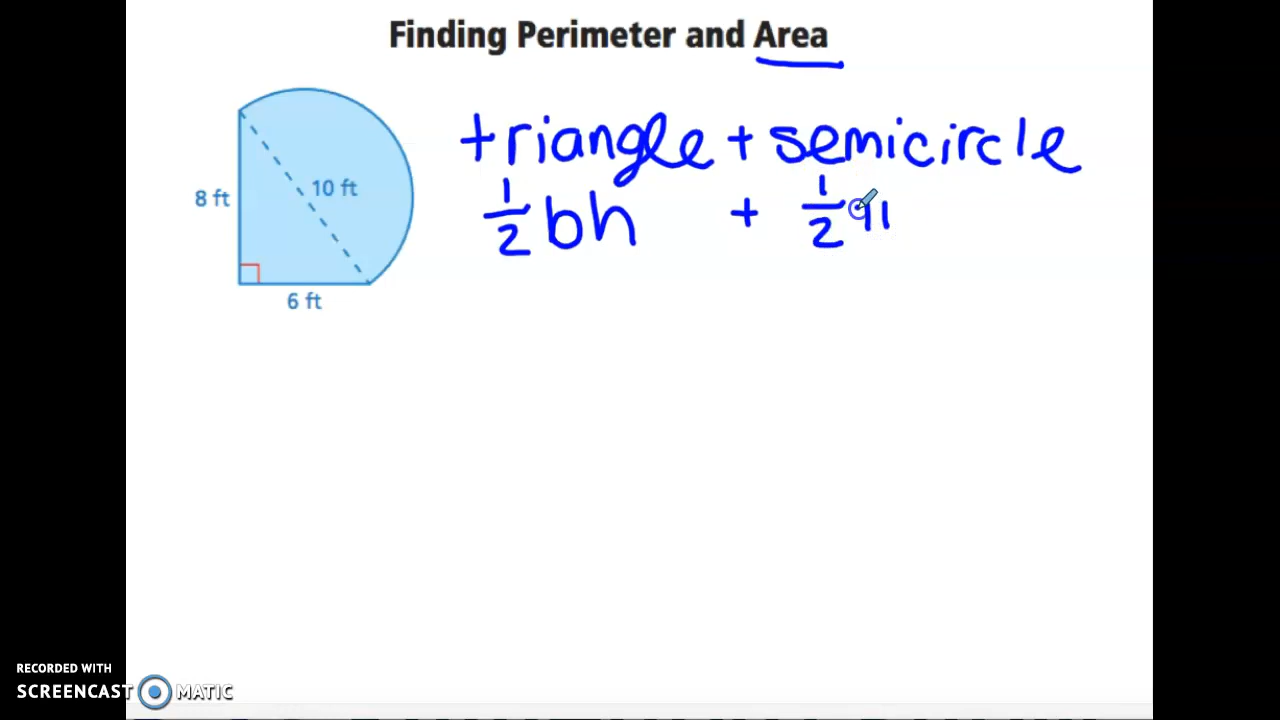 Finding Perimeter and Area
triangle + semicircle
8 ft
10 ft
1/2 bh + 1/2
6 ft
RECORDED WITH
SCREENCAST MATIC